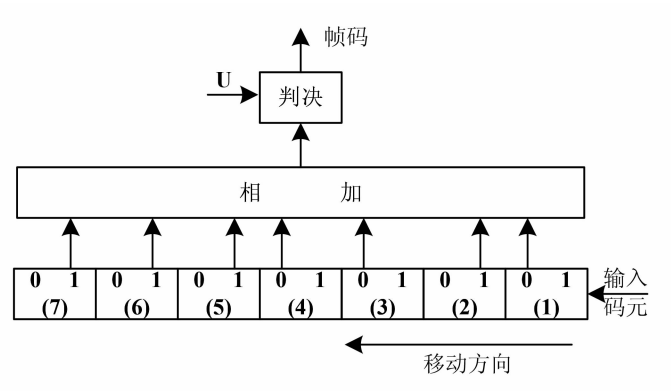 帧码
U
判决
相 加
0 1 0 1 0 1 0 1 0 1 0 1 0 1
(7) (6) (5) (4) (3) (2) (1)
输入
码元
移动方向